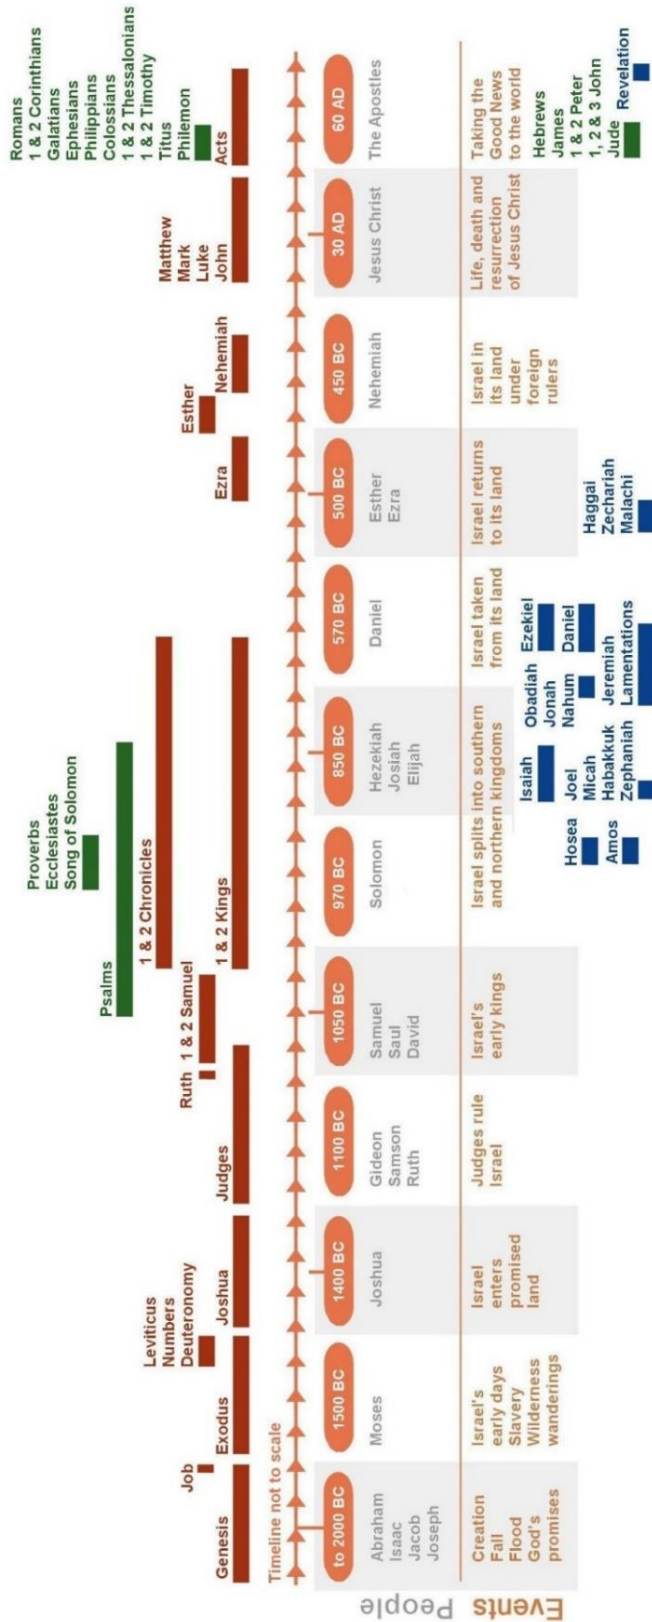 Romans
1 & 2 Corinthians
Galatians
Ephesians
Philippians
Colossians
1 & 2 Thessalonians
1 & 2 Timothy
Titus
Philemon
Proverbs
Ecclesiastes
Song of Solomon
Psalms
1 & 2 Chronicles
Leviticus
Numbers
Deuteronomy
Job
Ruth
1 & 2 Samuel
Esther
Matthew
Mark
Luke
John
Genesis
Exodus
Joshua
Judges
1 & 2 Kings
Ezra
Nehemiah
Acts
Timeline not to scale
to 2000 BC
1500 BC
1400 BC
1100 BC
1050 BC
970 BC
850 BC
570 BC
500 BC
450 BC
30 AD
60 AD
People
Abraham
Isaac
Jacob
Joseph
Moses
Joshua
Gideon
Samson
Ruth
Samuel
Saul
David
Solomon
Hezekiah
Josiah
Elijah
Daniel
Esther
Ezra
Nehemiah
Jesus Christ
The Apostles
Events
Creation
Fall
Flood
God's
promises
Israel's
early days
Slavery
Wilderness
wanderings
Israel
enters
promised
land
Judges rule
Israel
Israel's
early kings
Israel splits into southern
and northern kingdoms
Israel taken
from its land
Israel returns
to its land
Israel in
its land
under
foreign
rulers
Life, death and
resurrection
of Jesus Christ
Taking the
Good News
to the world
Hosea
Amos
Isaiah
Joel
Micah
Habakkuk
Zephaniah
Obadiah
Jonah
Nahum
Jeremiah
Lamentations
Ezekiel
Daniel
Haggai
Zechariah
Malachi
Hebrews
James
1 & 2 Peter
1, 2 & 3 John
Jude
Revelation